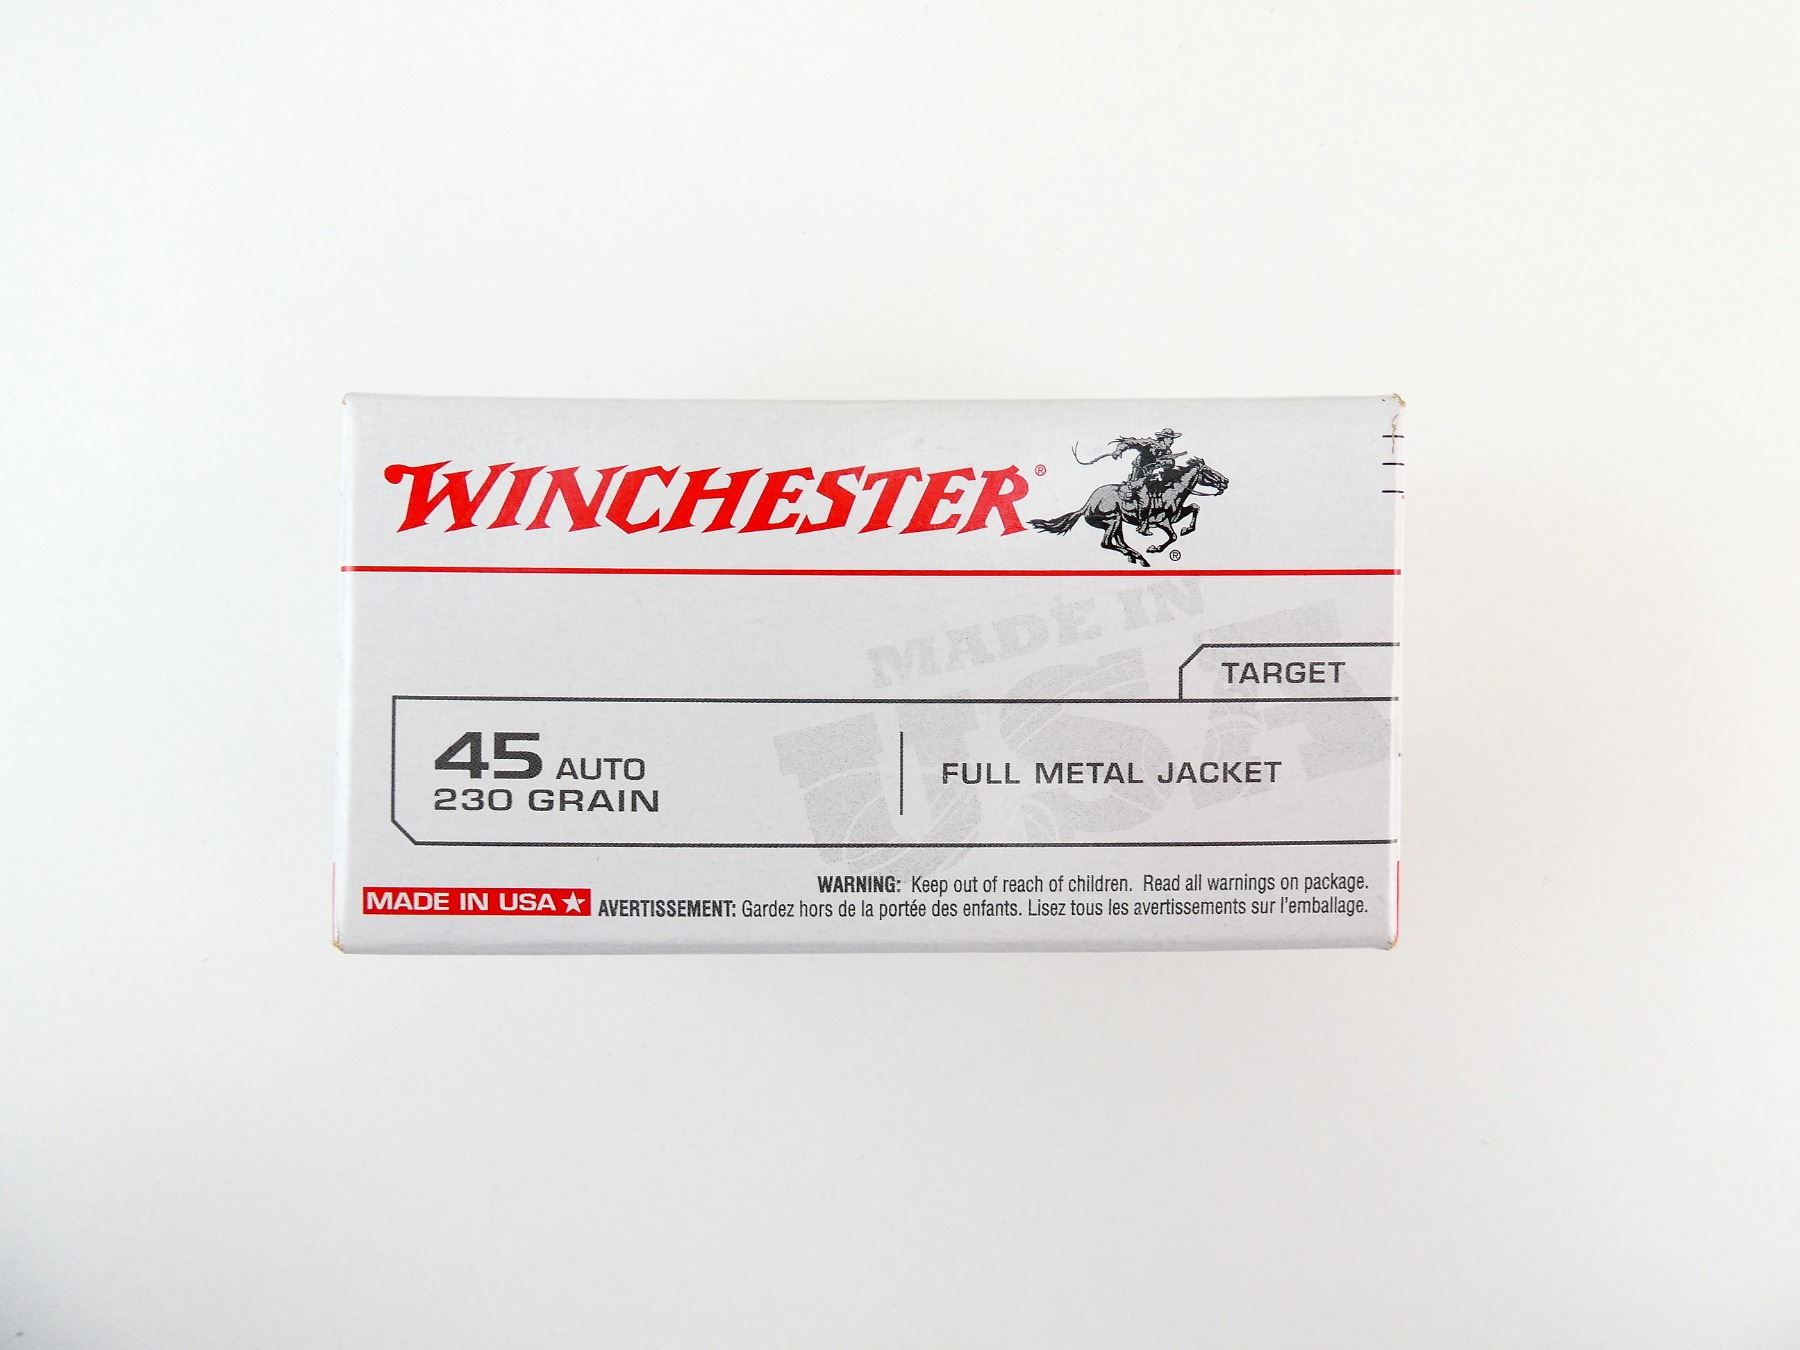 WINCHESTER®
®
MADE IN
USA
TARGET
45 AUTO
230 GRAIN
FULL METAL JACKET
WARNING: Keep out of reach of children. Read all warnings on package.
MADE IN USA ★
AVERTISSEMENT: Gardez hors de la portée des enfants. Lisez tous les avertissements sur l'emballage.